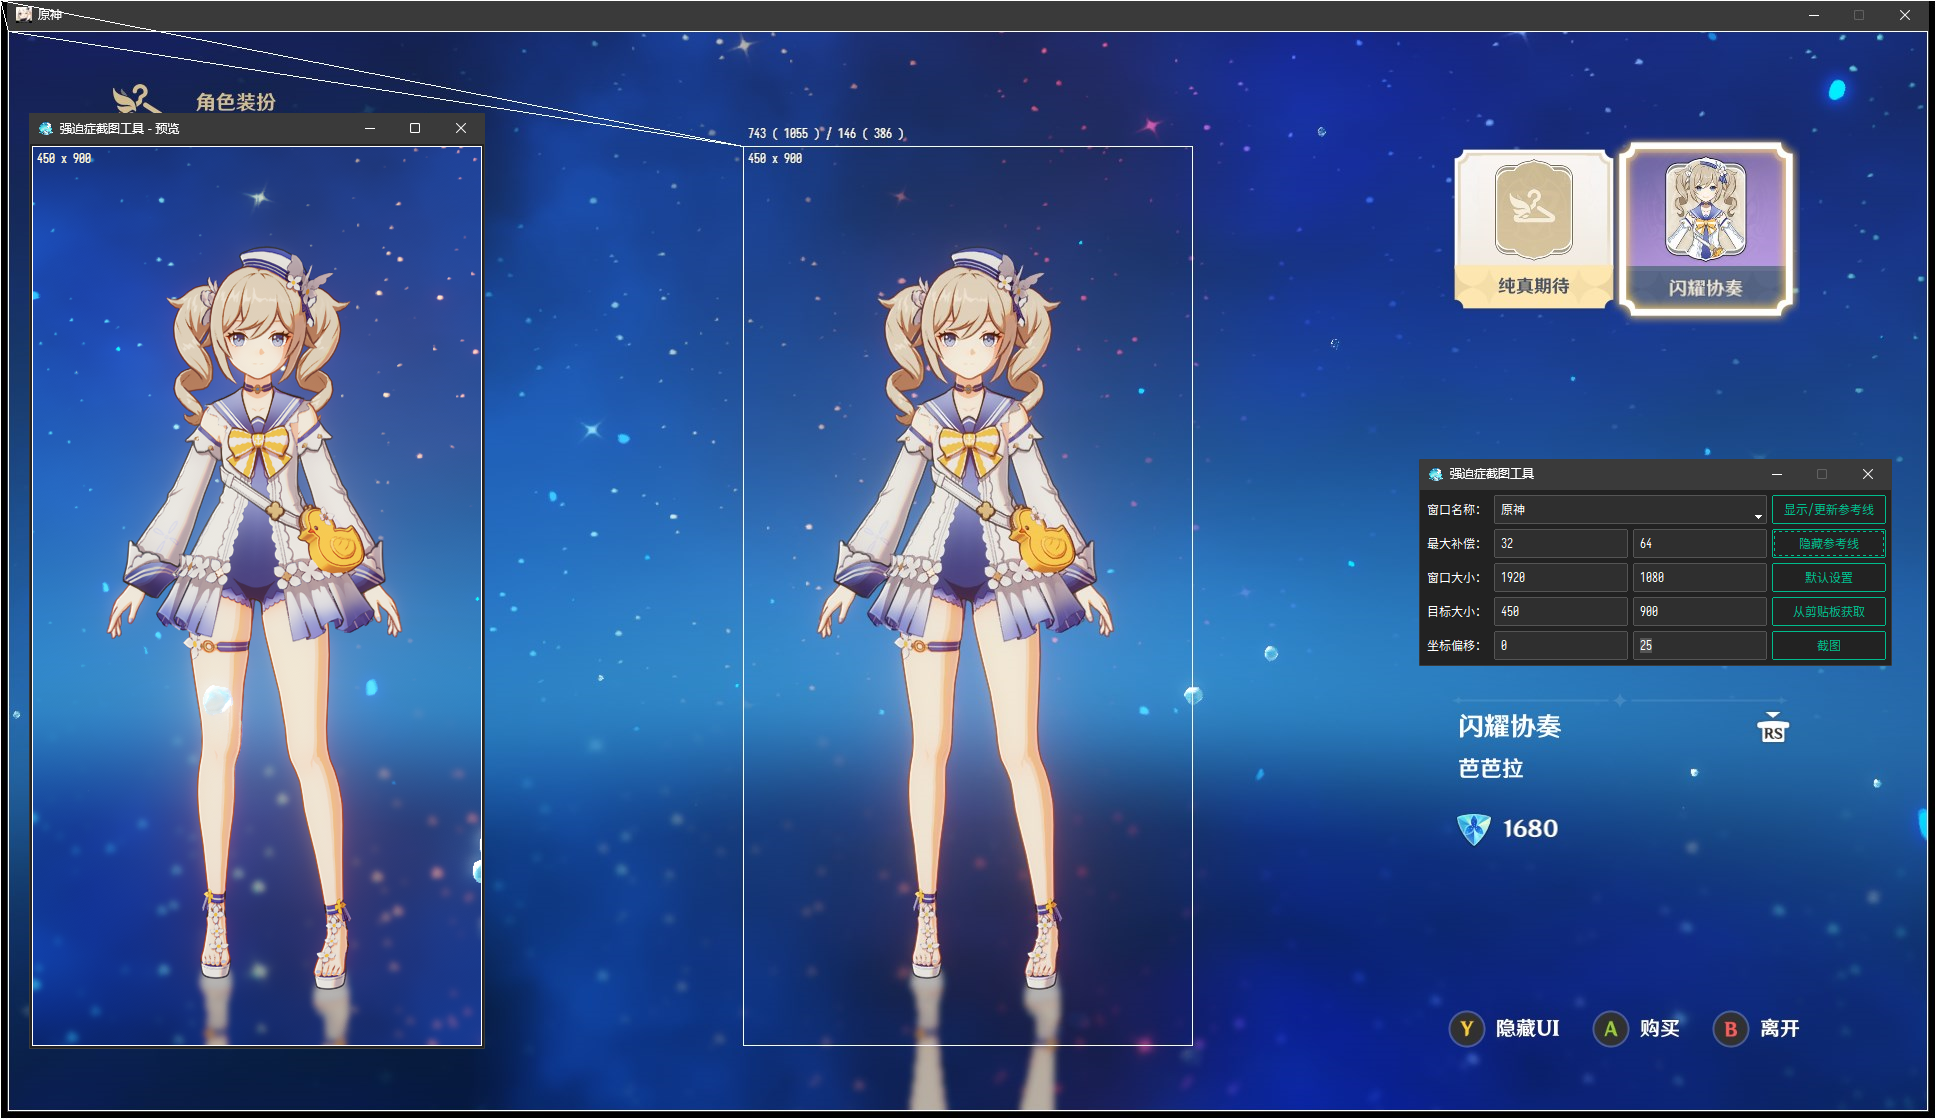 原神
角色装扮
强迫症截图工具 - 预览
450 x 900
743 ( 1055 ) / 146 ( 386 )
450 x 900
纯真期待
闪耀协奏
强迫症截图工具
窗口名称: 原神 显示/更新参考线
最大补偿: 32 64 隐藏参考线
窗口大小: 1920 1080 默认设置
目标大小: 450 900 从剪贴板获取
坐标偏移: 0 25 截图
闪耀协奏
RS
芭芭拉
1680
Y 隐藏UI A 购买 B 离开